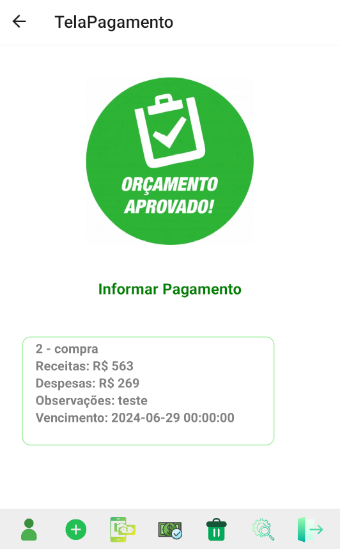 TelaPagamento
ORÇAMENTO
APROVADO!
Informar Pagamento
2 - compra
Receitas: R$ 563
Despesas: R$ 269
Observações: teste
Vencimento: 2024-06-29 00:00:00